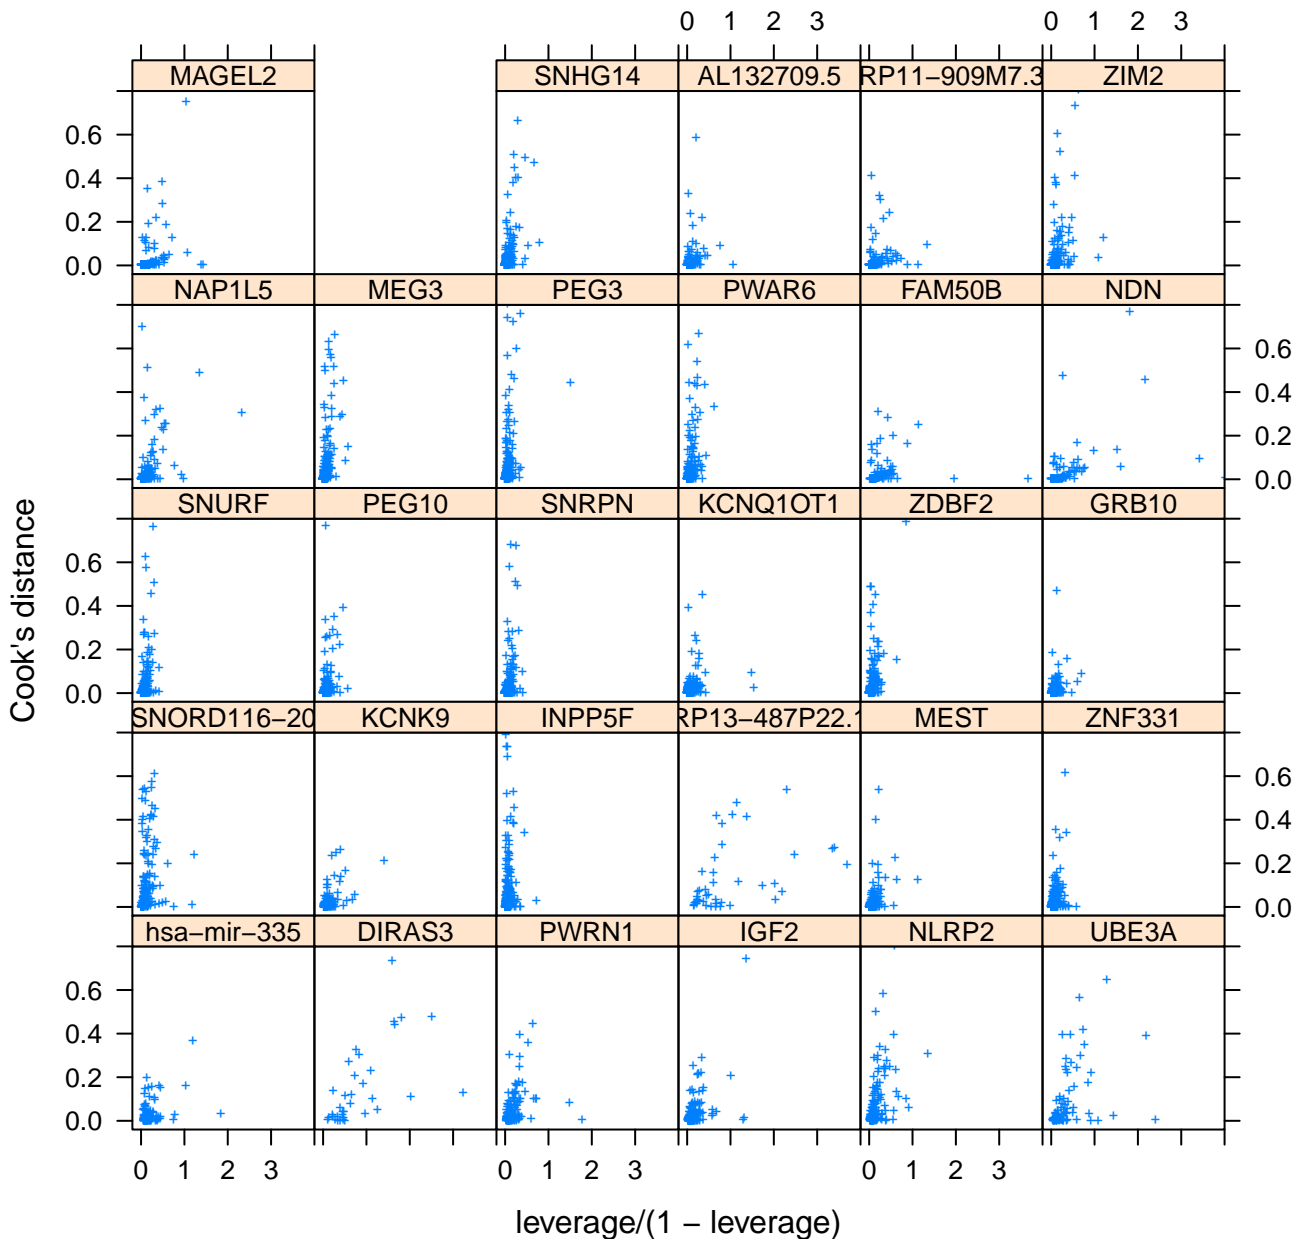 0 1 2 3 0 1 2 3
MAGEL2 SNHG14 AL132709.5 RP11−909M7.3 ZIM2
0.6
0.4
0.2
0.0
NAP1L5 MEG3 PEG3 PWAR6 FAM50B NDN
0.6
0.4
0.2
0.0
SNURF PEG10 SNRPN KCNQ1OT1 ZDBF2 GRB10
0.6
0.4
0.2
0.0
SNORD116−20 KCNK9 INPP5F RP13−487P22.1 MEST ZNF331
0.6
0.4
0.2
0.0
hsa−mir−335 DIRAS3 PWRN1 IGF2 NLRP2 UBE3A
0.6
0.4
0.2
0.0
0 1 2 3 0 1 2 3 0 1 2 3
Cook's distance
leverage/(1 − leverage)